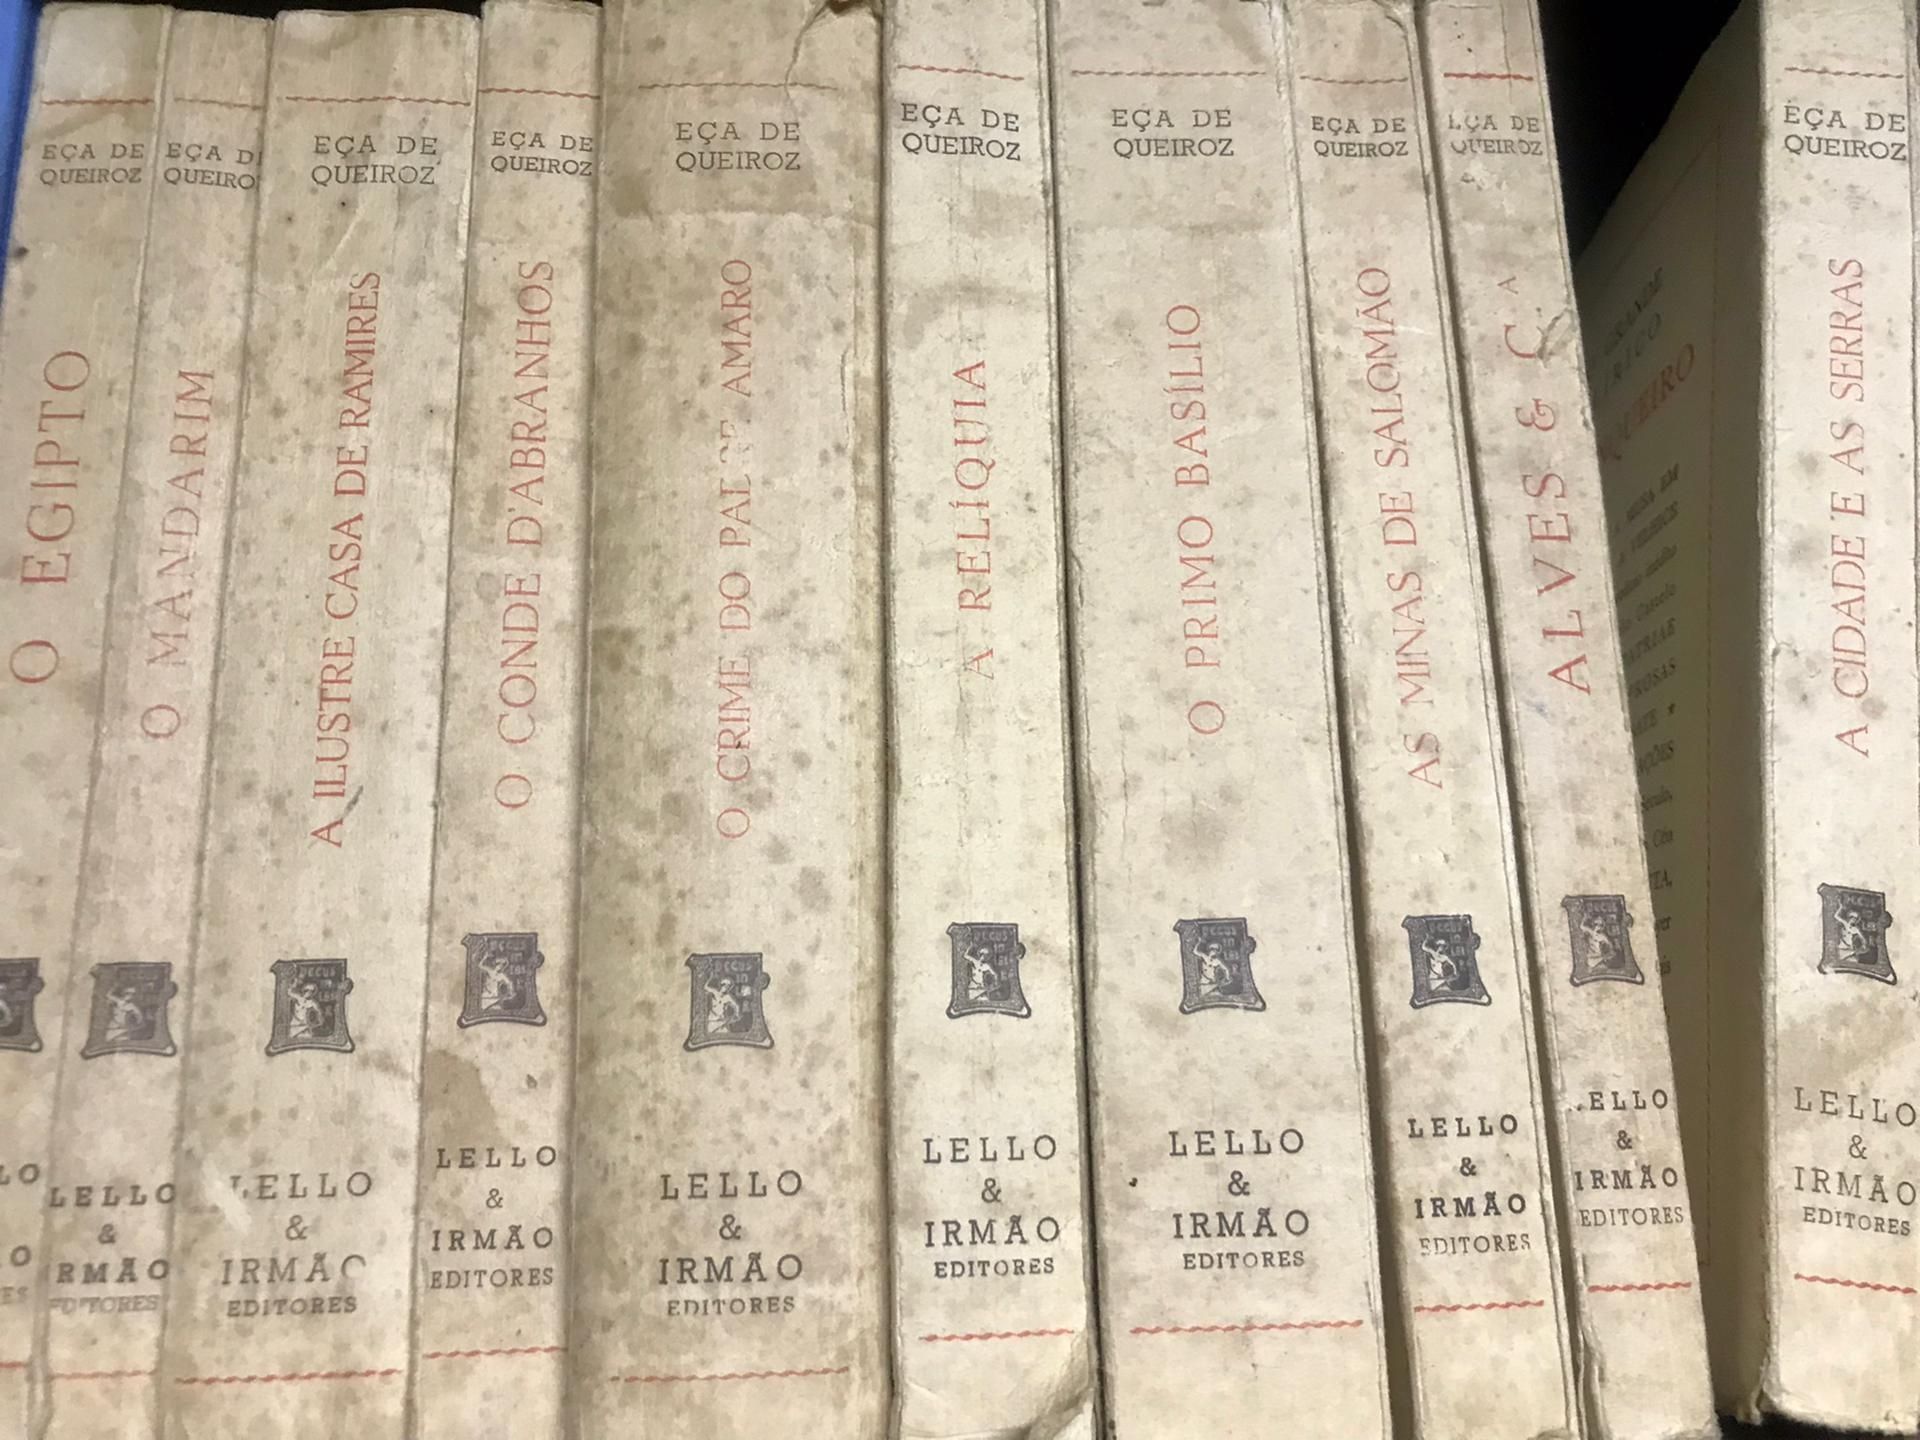 EÇA DE
QUEIROZ
O EGIPTO
LO
O
ES
EÇA D
QUEIRO
O MANDARIM
LELLO
&
IRMÃO
EDITORES
EÇA DE
QUEIROZ
A ILUSTRE CASA DE RAMIRES
LELLO
&
IRMÃO
EDITORES
EÇA DE
QUEIROZ
O CONDE D'ABRANHOS
LELLO
&
IRMÃO
EDITORES
EÇA DE
QUEIROZ
O CRIME DO PADRE AMARO
LELLO
&
IRMÃO
EDITORES
EÇA DE
QUEIROZ
A RELÍQUIA
LELLO
&
IRMÃO
EDITORES
EÇA DE
QUEIROZ
O PRIMO BASÍLIO
LELLO
&
IRMÃO
EDITORES
EÇA DE
QUEIROZ
AS MINAS DE SALOMÃO
LELLO
&
IRMÃO
EDITORES
EÇA DE
QUEIROZ
ALVES & C.A
LELLO
&
IRMÃO
EDITORES
EÇA DE
QUEIROZ
A CIDADE E AS SERRAS
LELLO
&
IRMÃO
EDITORES